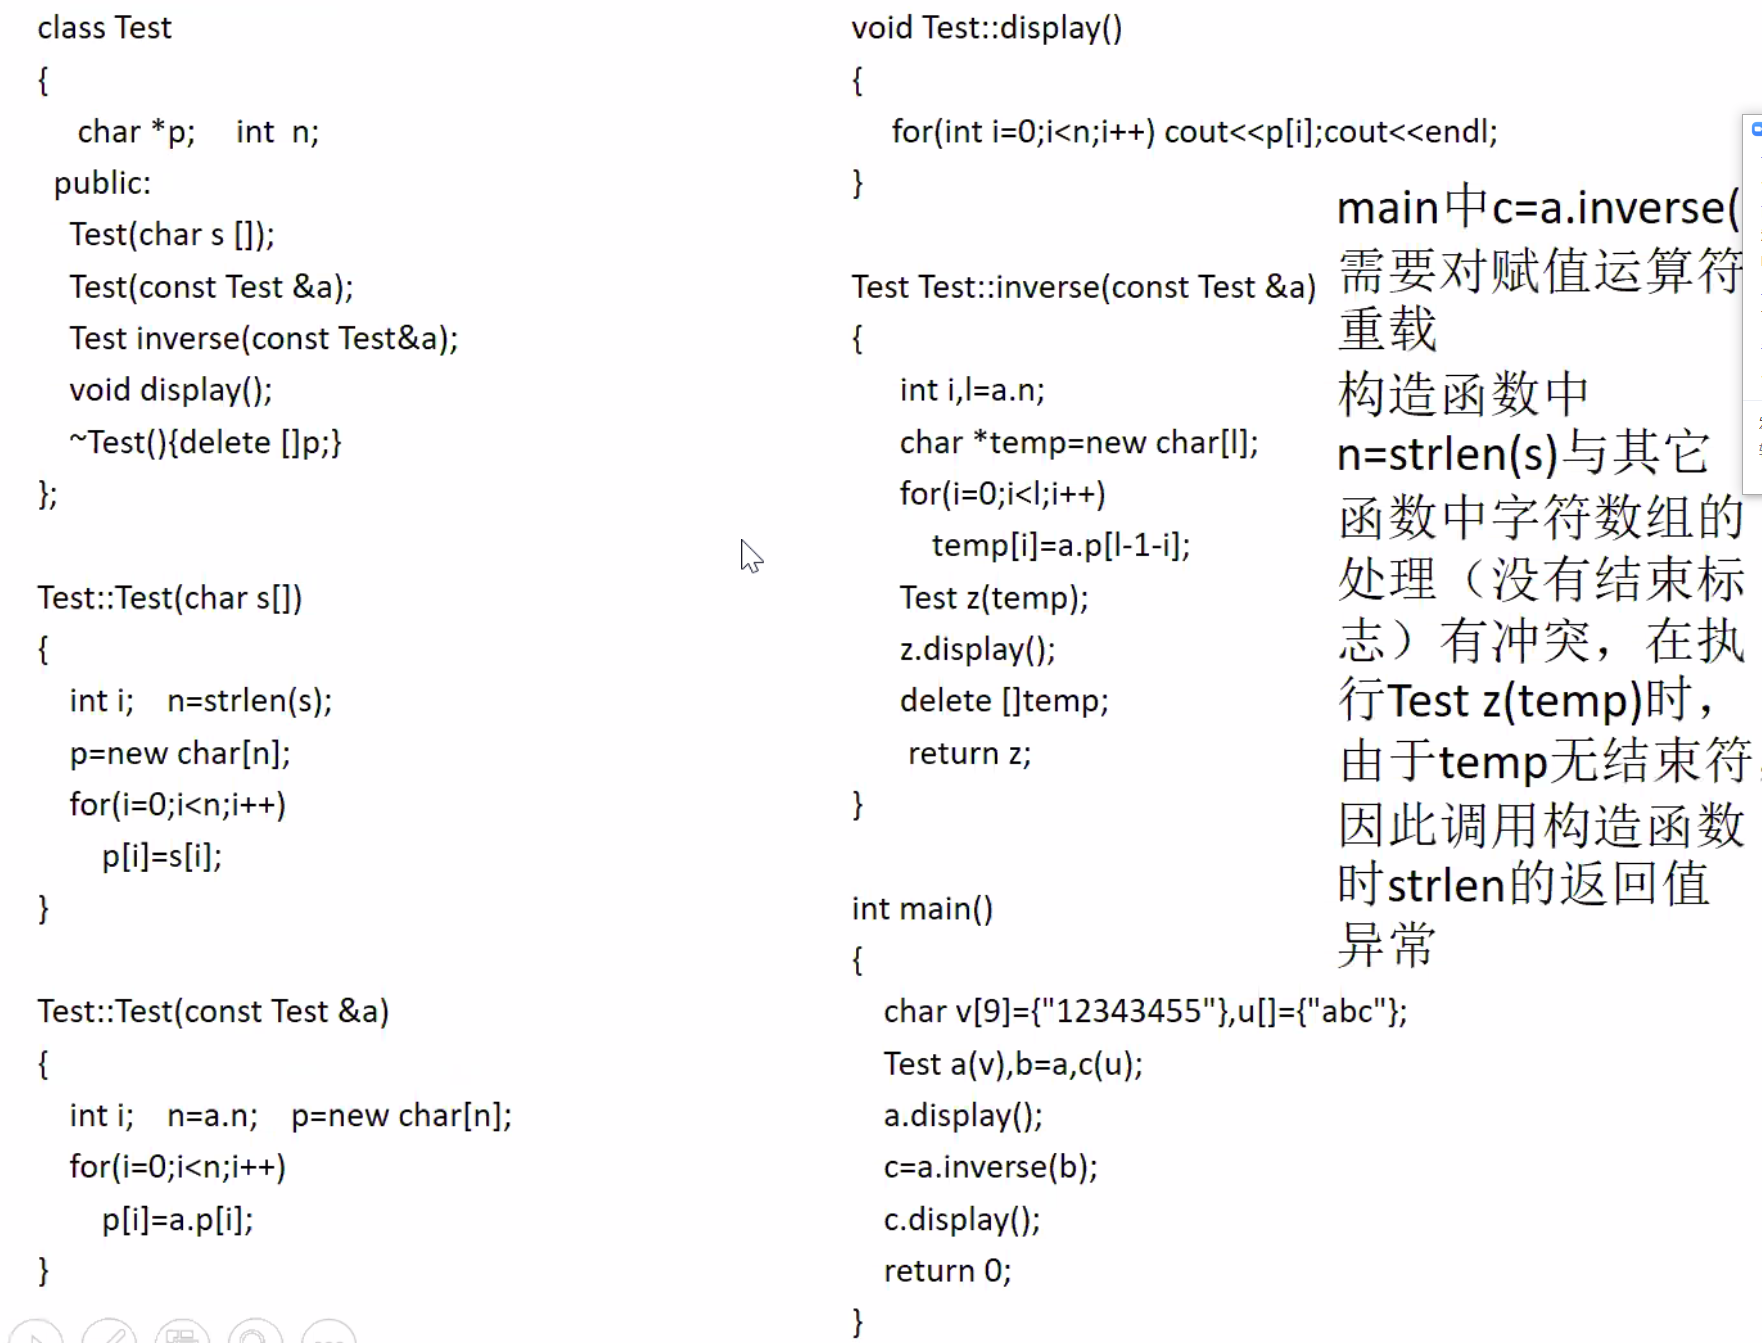 class Test
{
char *p; int n;
public:
Test(char s []);
Test(const Test &a);
Test inverse(const Test&a);
void display();
~Test(){delete []p;}
};
Test::Test(char s[])
{
int i; n=strlen(s);
p=new char[n];
for(i=0;i<n;i++)
p[i]=s[i];
}
Test::Test(const Test &a)
{
int i; n=a.n; p=new char[n];
for(i=0;i<n;i++)
p[i]=a.p[i];
}
void Test::display()
{
for(int i=0;i<n;i++) cout<<p[i];cout<<endl;
}
Test Test::inverse(const Test &a)
{
int i,l=a.n;
char *temp=new char[l];
for(i=0;i<l;i++)
temp[i]=a.p[l-1-i];
Test z(temp);
z.display();
delete []temp;
return z;
}
int main()
{
char v[9]={"12343455"},u[]={"abc"};
Test a(v),b=a,c(u);
a.display();
c=a.inverse(b);
c.display();
return 0;
}
main中c=a.inverse(
需要对赋值运算符
重载
构造函数中
n=strlen(s)与其它
函数中字符数组的
处理（没有结束标
志）有冲突，在执
行Test z(temp)时，
由于temp无结束符，
因此调用构造函数
时strlen的返回值
异常